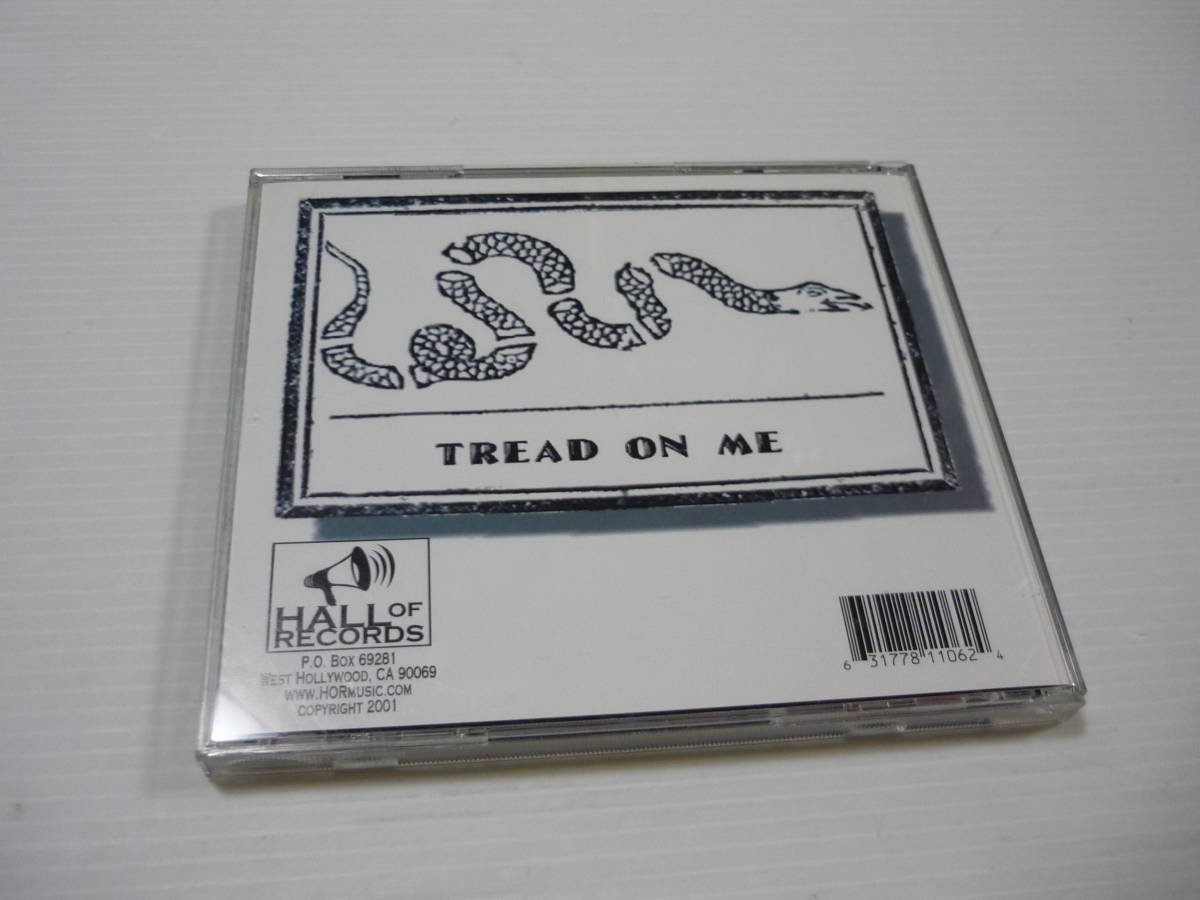 TREAD ON ME
HALL OF
RECORDS
P.O. BOX 69281
WEST HOLLYWOOD, CA 90069
WWW.HORMUSIC.COM
COPYRIGHT 2001
6 31778 11062 4